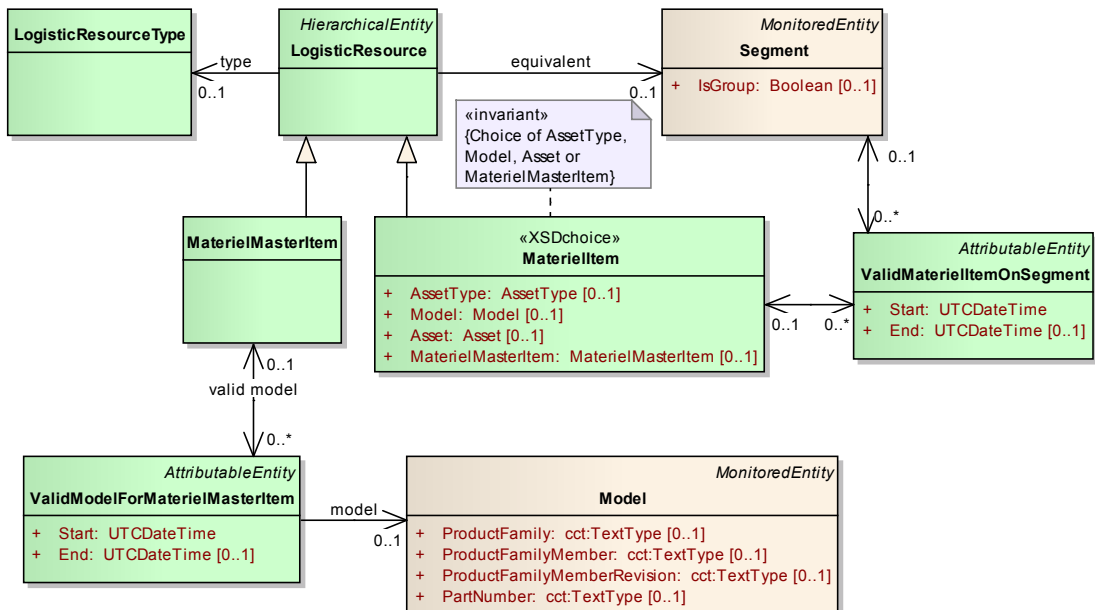 HierarchicalEntity
LogisticResource
LogisticResourceType
MonitoredEntity
Segment
+ IsGroup: Boolean [0..1]
type
0..1
equivalent
0..1
«invariant»
{Choice of AssetType,
Model, Asset or
MaterielMasterItem}
0..1
0..*
MaterielMasterItem
«XSDchoice»
MaterielItem
+ AssetType: AssetType [0..1]
+ Model: Model [0..1]
+ Asset: Asset [0..1]
+ MaterielMasterItem: MaterielMasterItem [0..1]
AttributableEntity
ValidMaterielItemOnSegment
+ Start: UTCDateTime
+ End: UTCDateTime [0..1]
0..1
0..*
0..1
valid model
0..*
AttributableEntity
ValidModelForMaterielMasterItem
+ Start: UTCDateTime
+ End: UTCDateTime [0..1]
model
0..1
MonitoredEntity
Model
+ ProductFamily: cct:TextType [0..1]
+ ProductFamilyMember: cct:TextType [0..1]
+ ProductFamilyMemberRevision: cct:TextType [0..1]
+ PartNumber: cct:TextType [0..1]